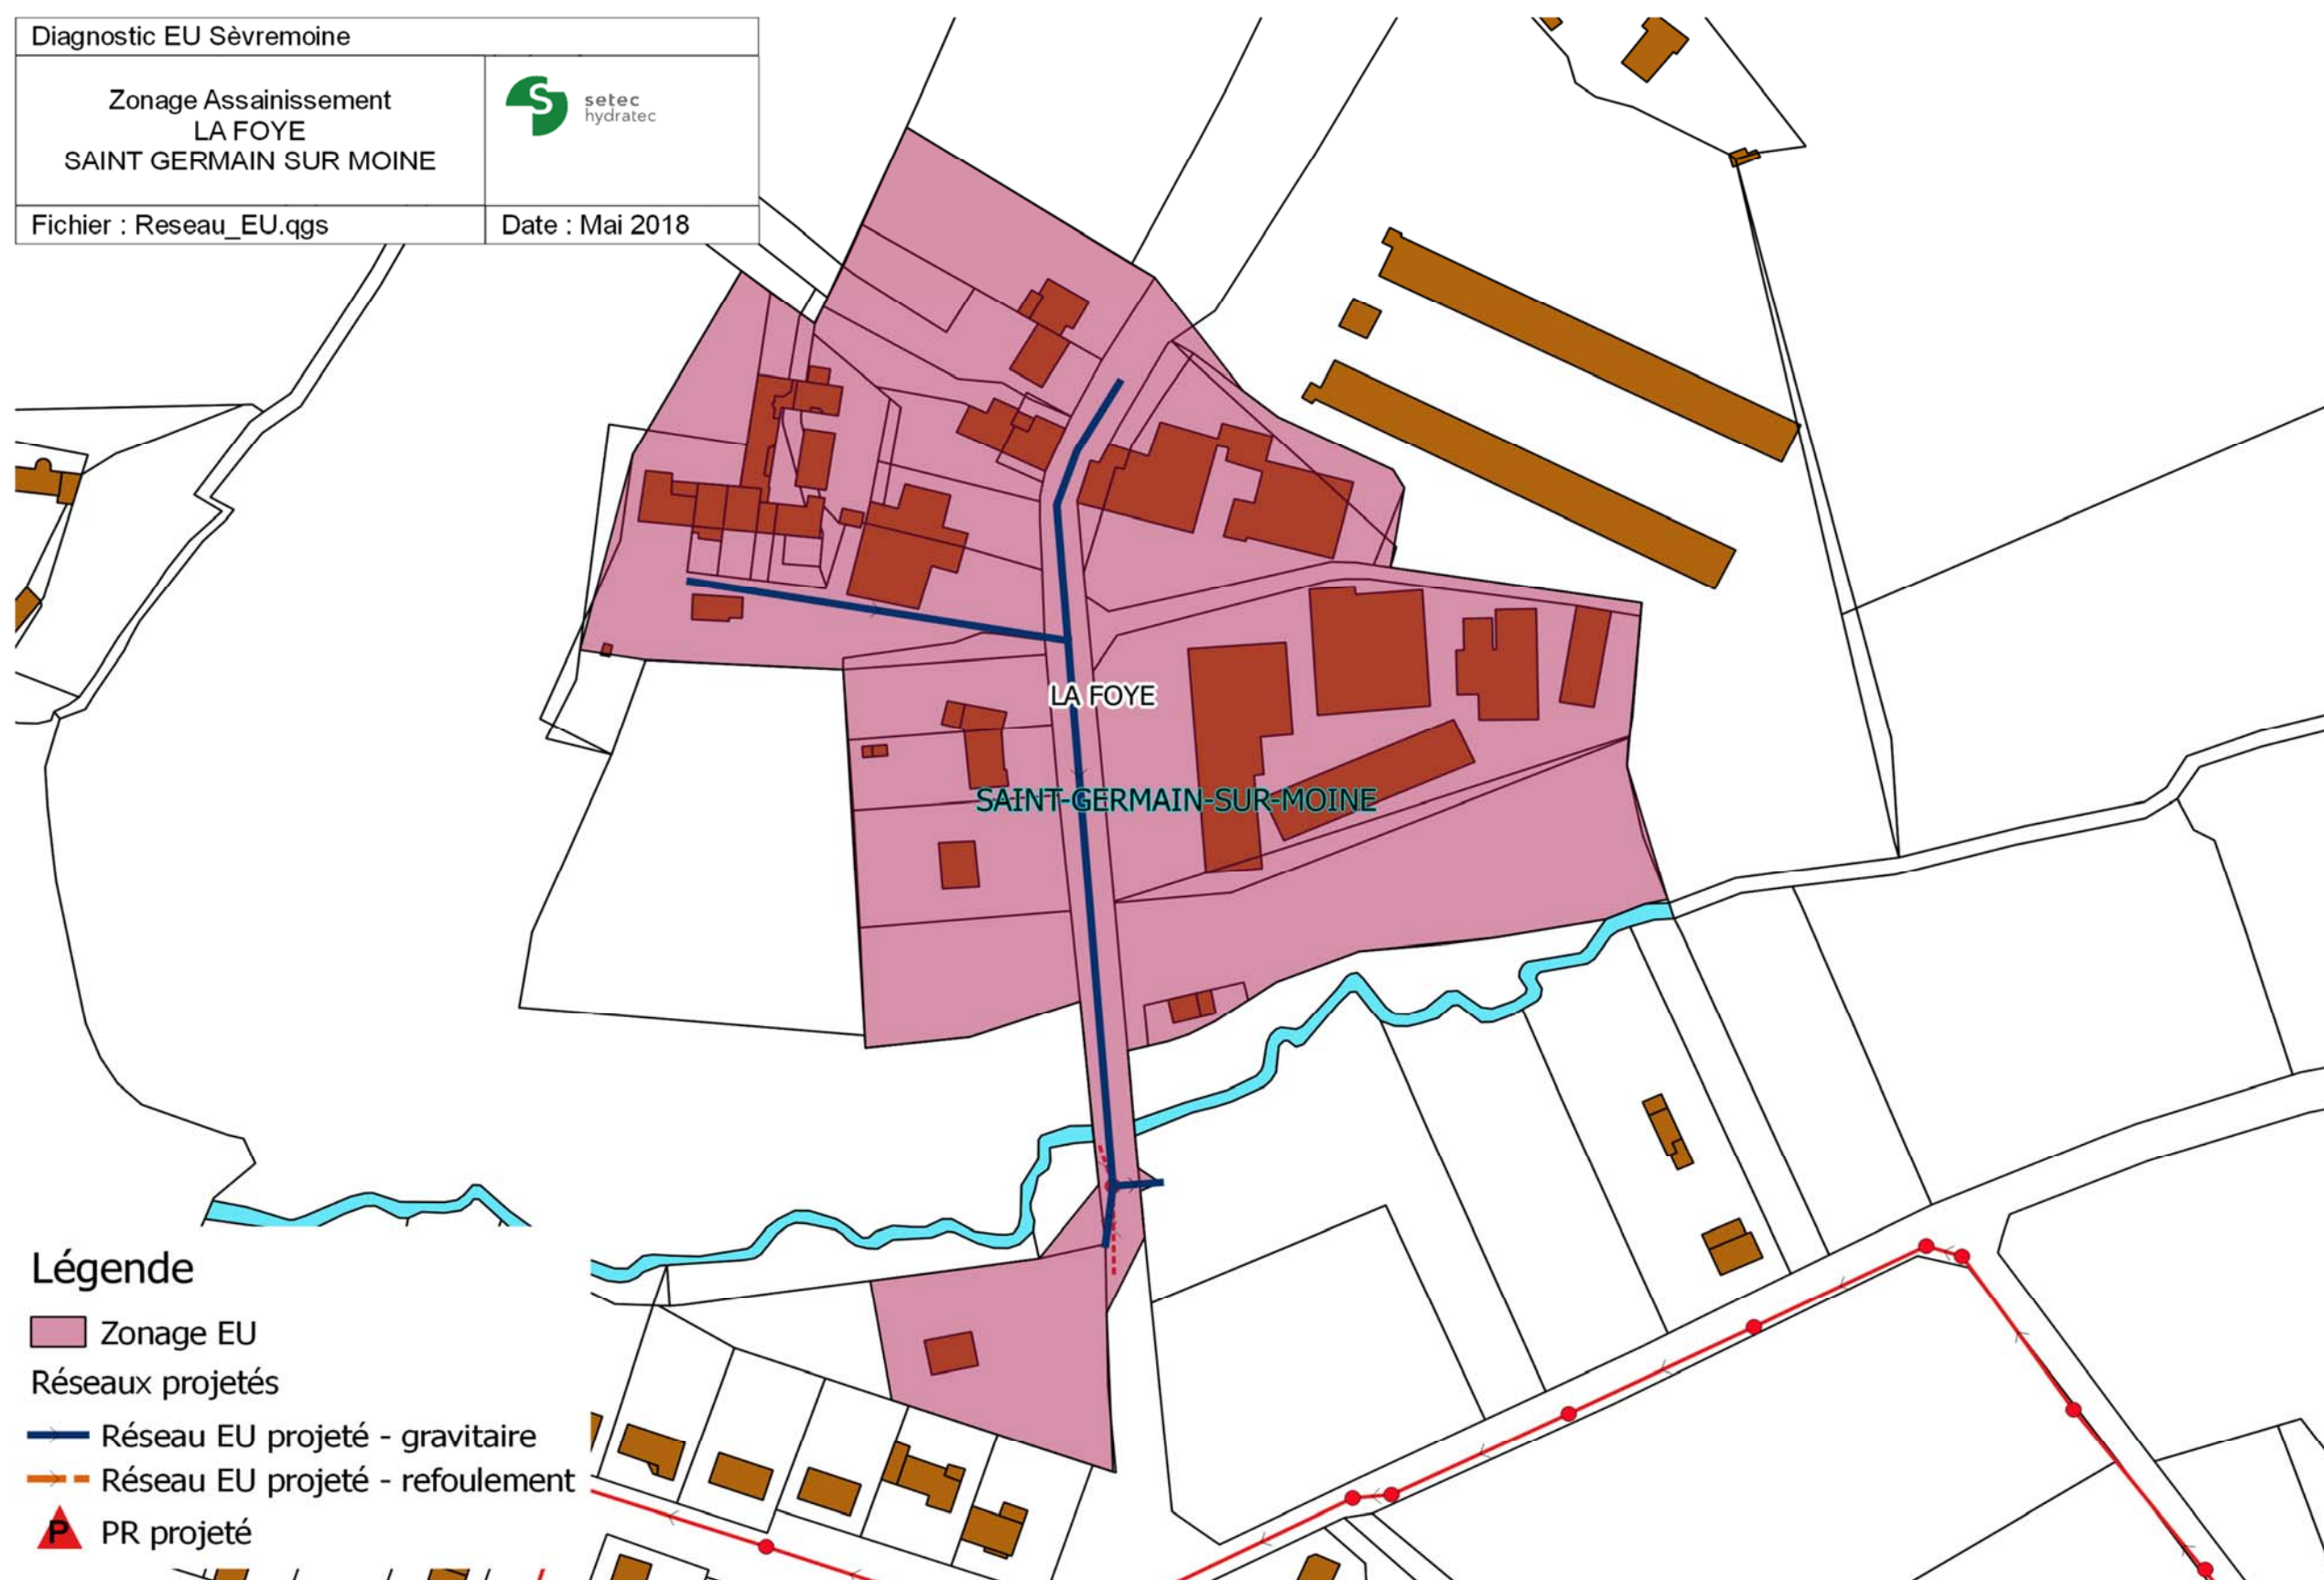 Diagnostic EU Sèvremoine
Zonage Assainissement
LA FOYE
SAINT GERMAIN SUR MOINE
setec
hydratec
Fichier : Reseau_EU.qgs
Date : Mai 2018
LA FOYE
SAINT-GERMAIN-SUR-MOINE
Légende
Zonage EU
Réseaux projetés
Réseau EU projeté - gravitaire
Réseau EU projeté - refoulement
P PR projeté